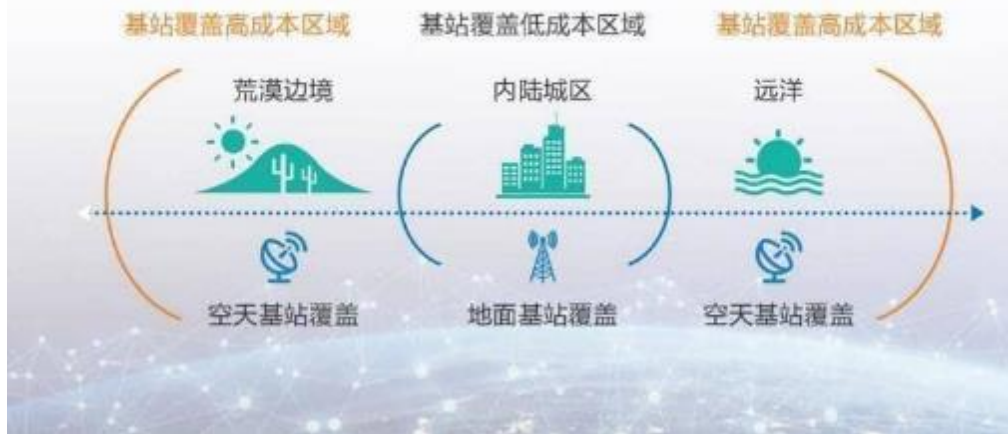 基站覆盖高成本区域
基站覆盖低成本区域
基站覆盖高成本区域
荒漠边境
内陆城区
远洋
空天基站覆盖
地面基站覆盖
空天基站覆盖